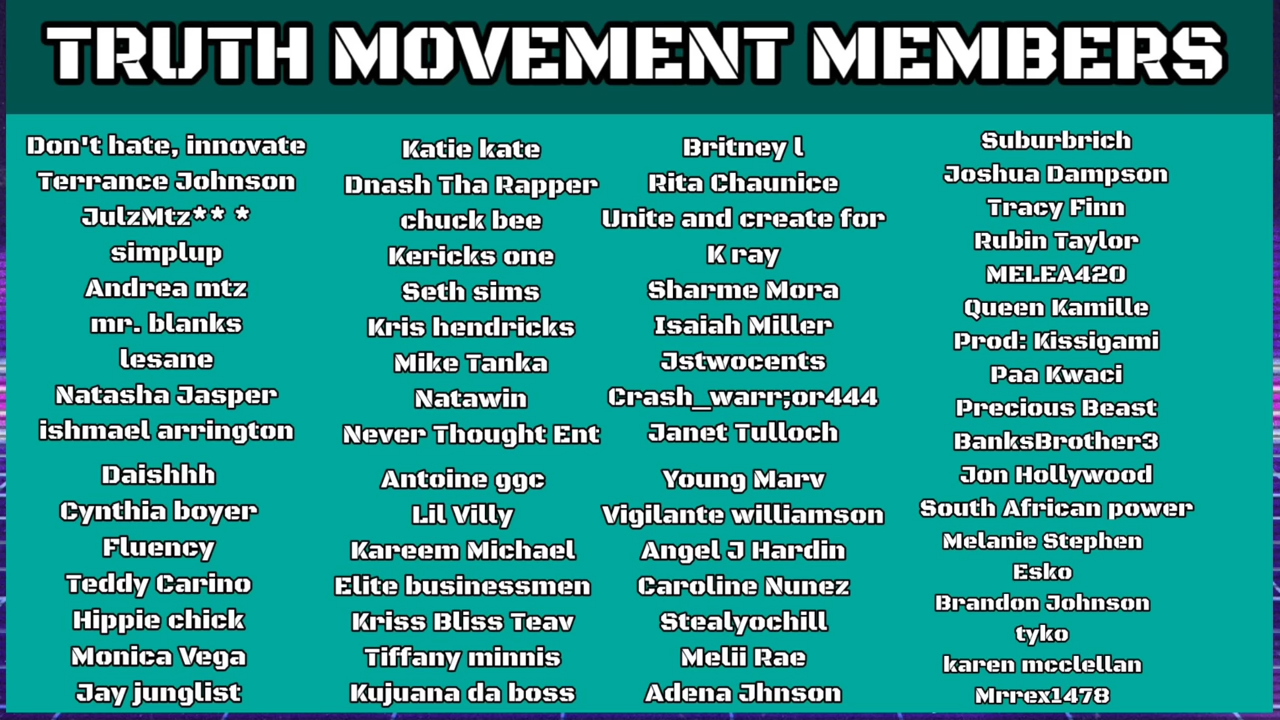 TRUTH MOVEMENT MEMBERS
Don't hate, innovate
Terrance Johnson
JulzMtz** *
simplup
Andrea mtz
mr. blanks
lesane
Natasha Jasper
ishmael arrington
Daishhh
Cynthia boyer
Fluency
Teddy Carino
Hippie chick
Monica Vega
Jay junglist
Katie kate
Dnash Tha Rapper
chuck bee
Kericks one
Seth sims
Kris hendricks
Mike Tanka
Natawin
Never Thought Ent
Antoine ggc
Lil Villy
Kareem Michael
Elite businessmen
Kriss Bliss Teav
Tiffany minnis
Kujuana da boss
Britney l
Rita Chaunice
Unite and create for
K ray
Sharme Mora
Isaiah Miller
Jstwocents
Crash_warr;or444
Janet Tulloch
Young Marv
Vigilante williamson
Angel J Hardin
Caroline Nunez
Stealyochill
Melii Rae
Adena Jhnson
Suburbrich
Joshua Dampson
Tracy Finn
Rubin Taylor
MELEA420
Queen Kamille
Prod: Kissigami
Paa Kwaci
Precious Beast
BanksBrother3
Jon Hollywood
South African power
Melanie Stephen
Esko
Brandon Johnson
tyko
karen mcclellan
Mrrex1478